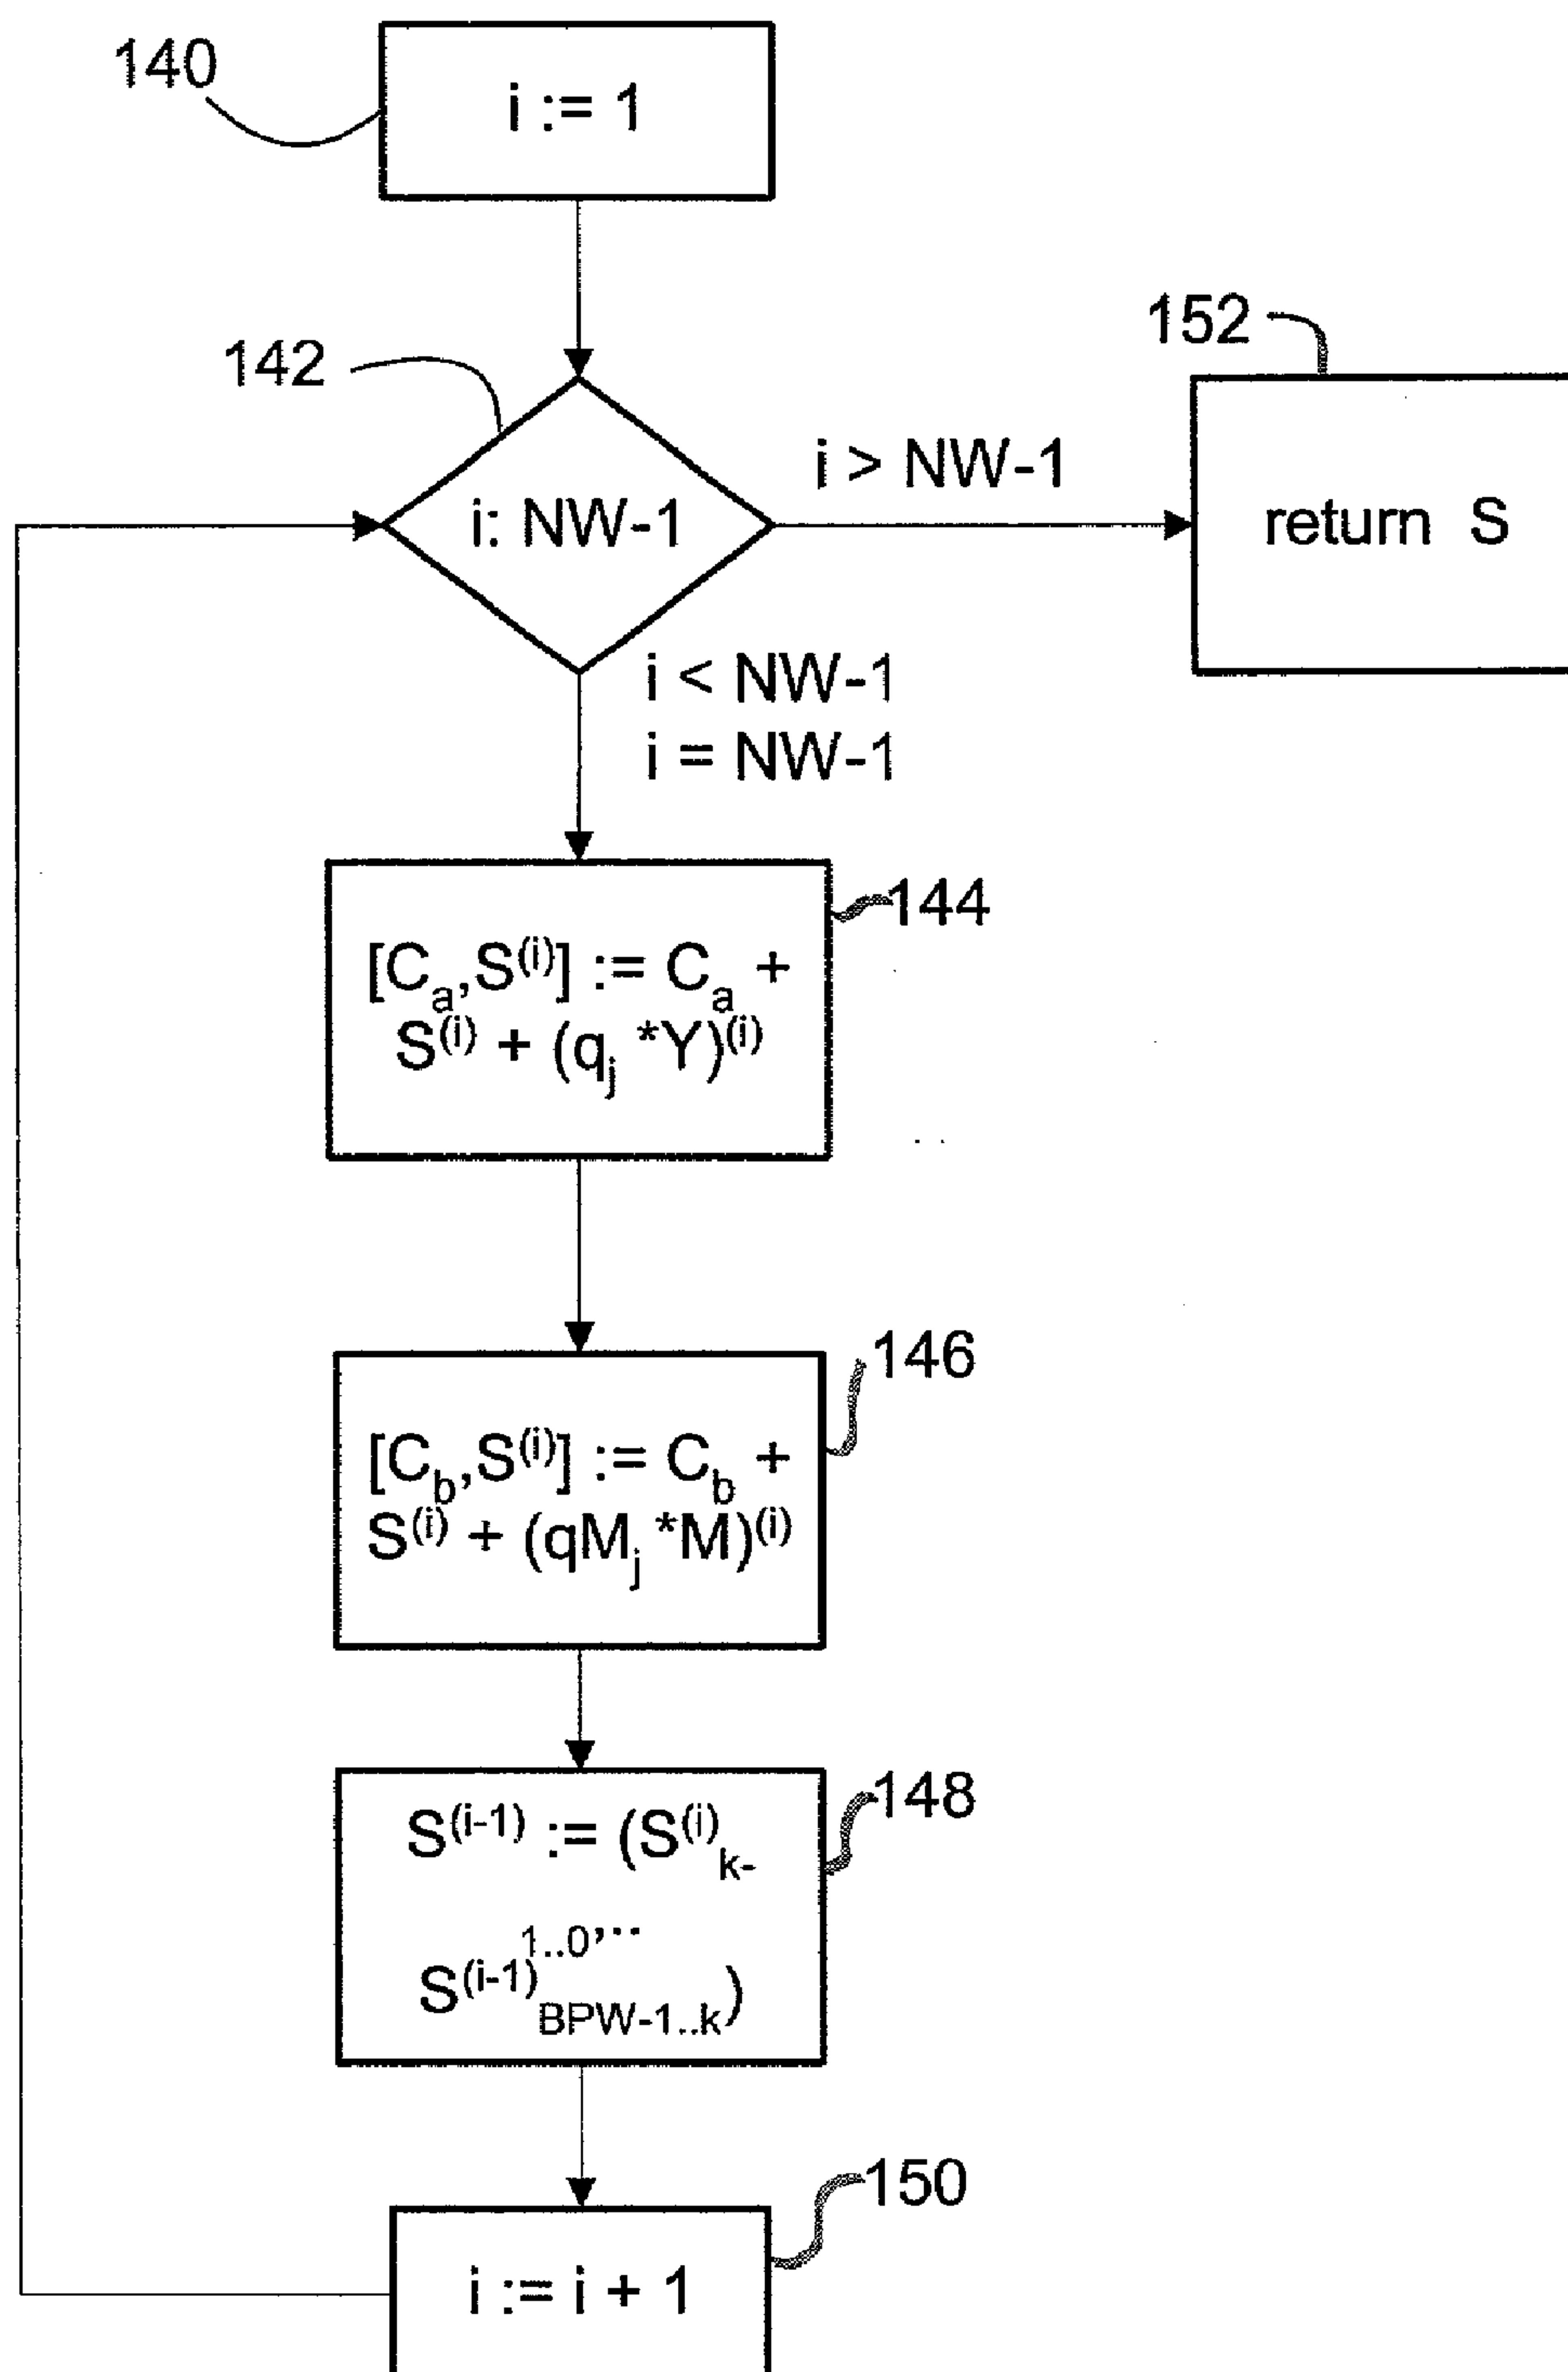 140
i := 1
152
142
i > NW-1
i: NW-1
return S
i < NW-1
i = NW-1
144
[C_a,S^(i)] := C_a +
S^(i) + (q_j *Y)^(i)
146
[C_b,S^(i)] := C_b +
S^(i) + (qM_j *M)^(i)
148
S^(i-1) := (S^(i)_k-
1..0,...
S^(i-1)_BPW-1..k)
150
i := i + 1